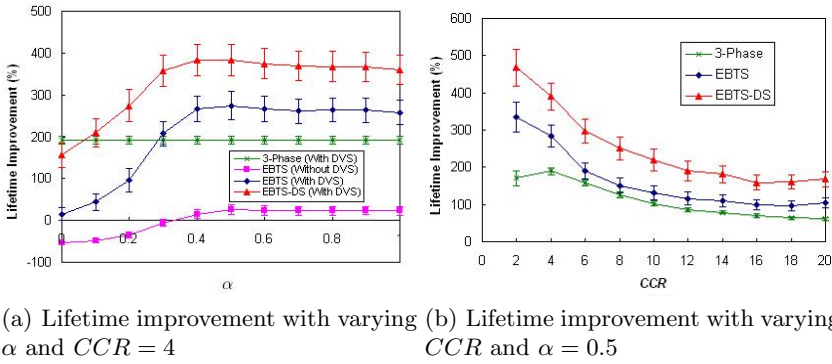 500
400
300
200
100
0
-100
Lifetime Improvement (%)
0.2
0.4
0.6
0.8
1
α
3-Phase (With DVS)
EBTS (Without DVS)
EBTS (With DVS)
EBTS-DS (With DVS)
600
500
400
300
200
100
0
Lifetime Improvement (%)
0 2 4 6 8 10 12 14 16 18 20
CCR
3-Phase
EBTS
EBTS-DS
(a) Lifetime improvement with varying
α and CCR = 4
(b) Lifetime improvement with varying
CCR and α = 0.5